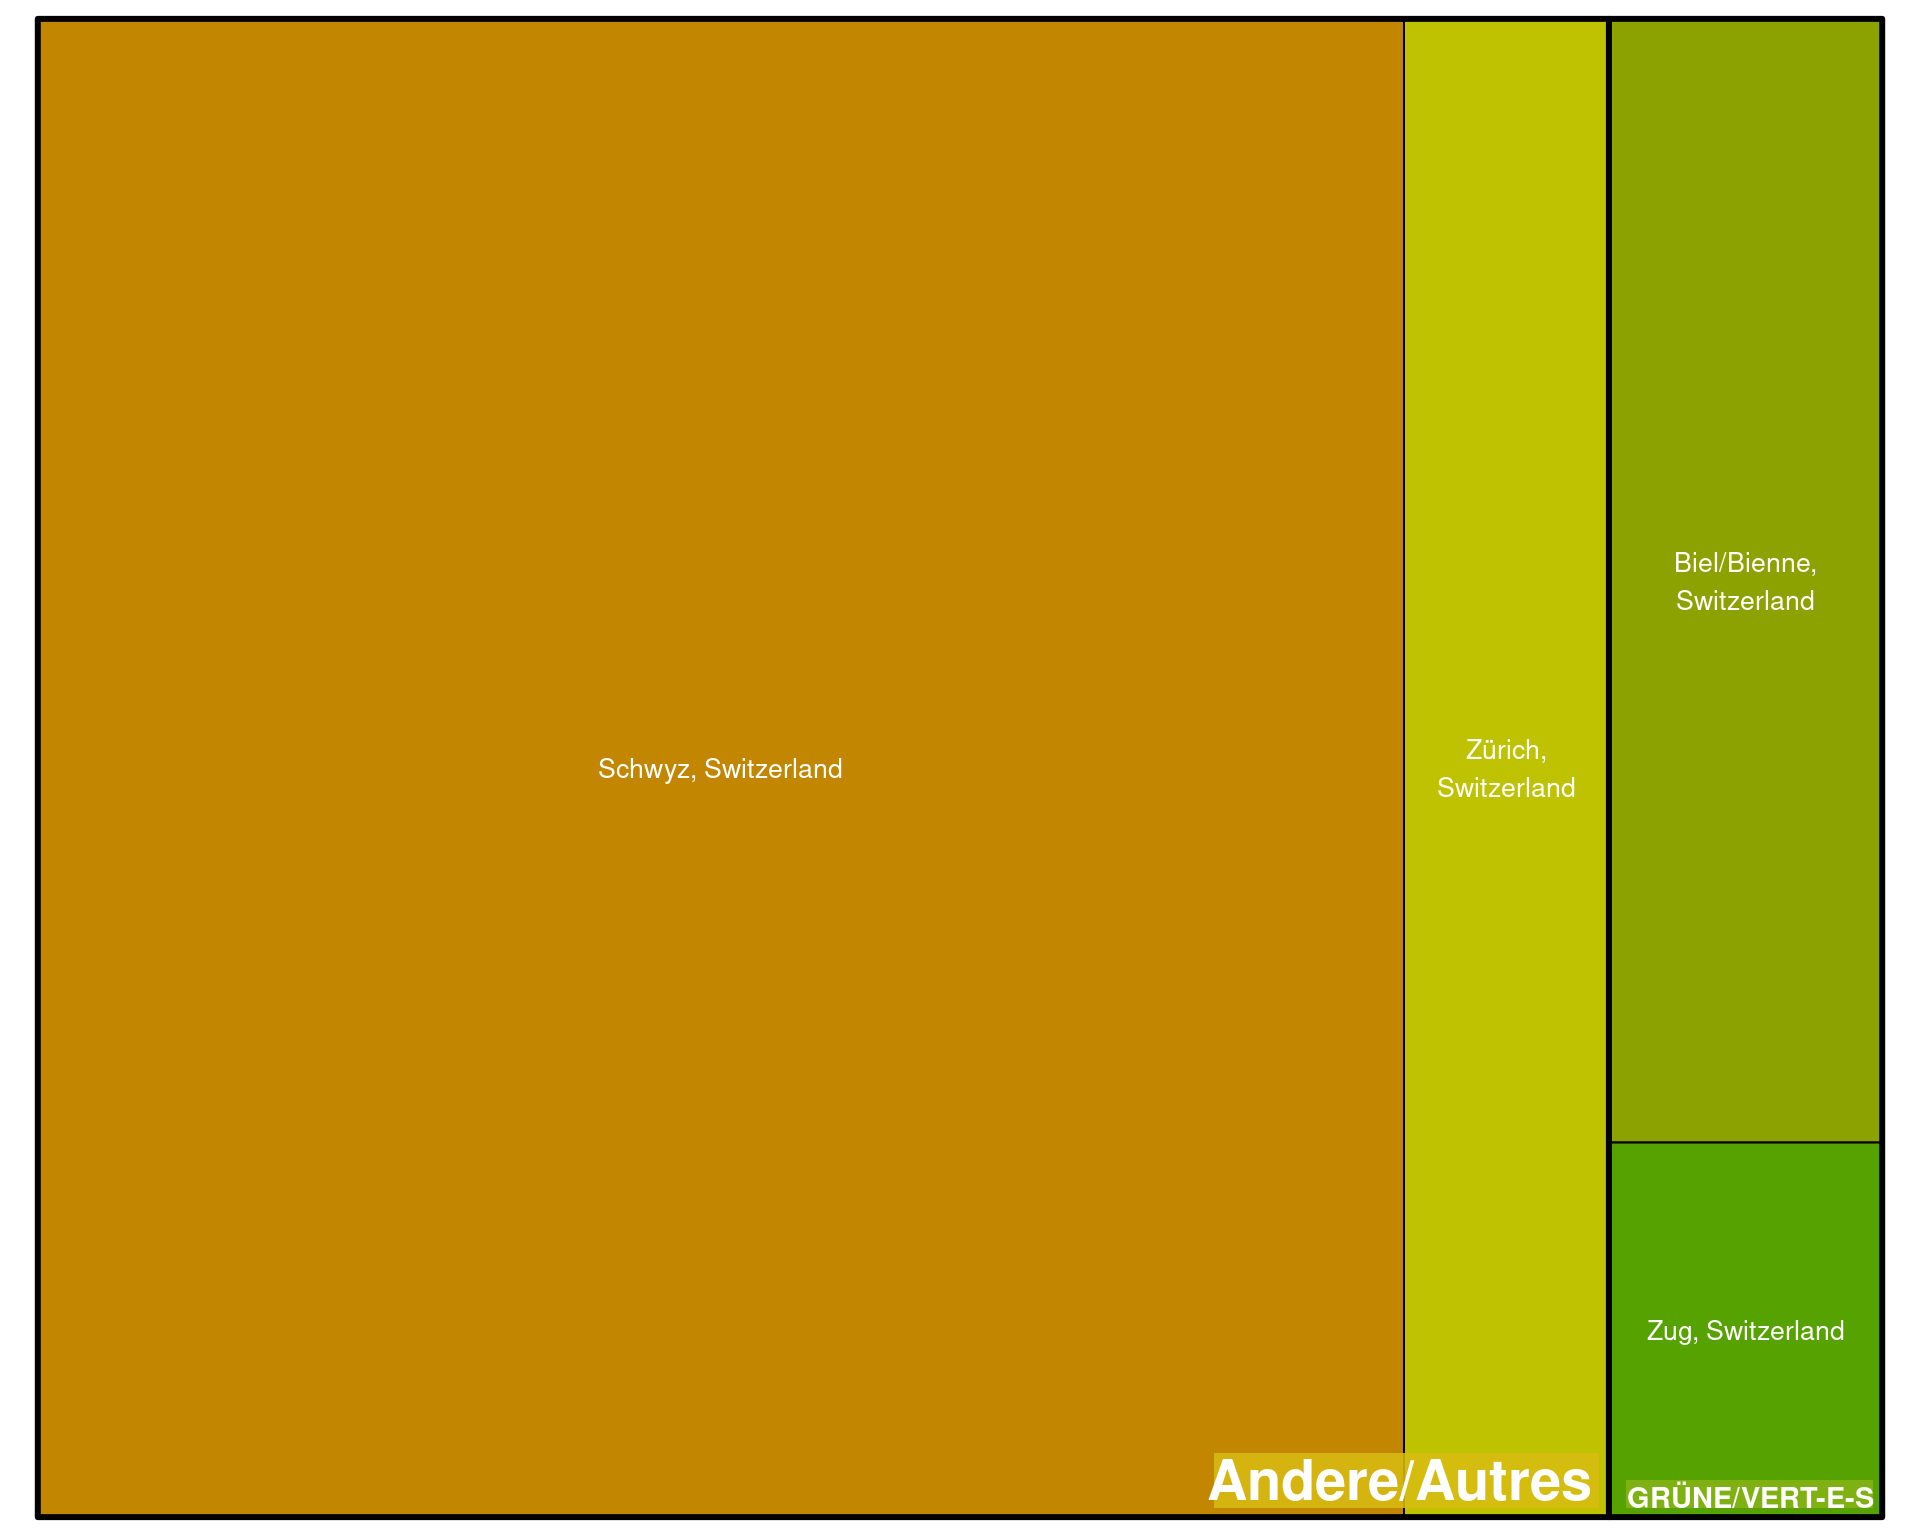 Schwyz, Switzerland
Zürich,
Switzerland
Biel/Bienne,
Switzerland
Zug, Switzerland
Andere/Autres
GRÜNE/VERT-E-S